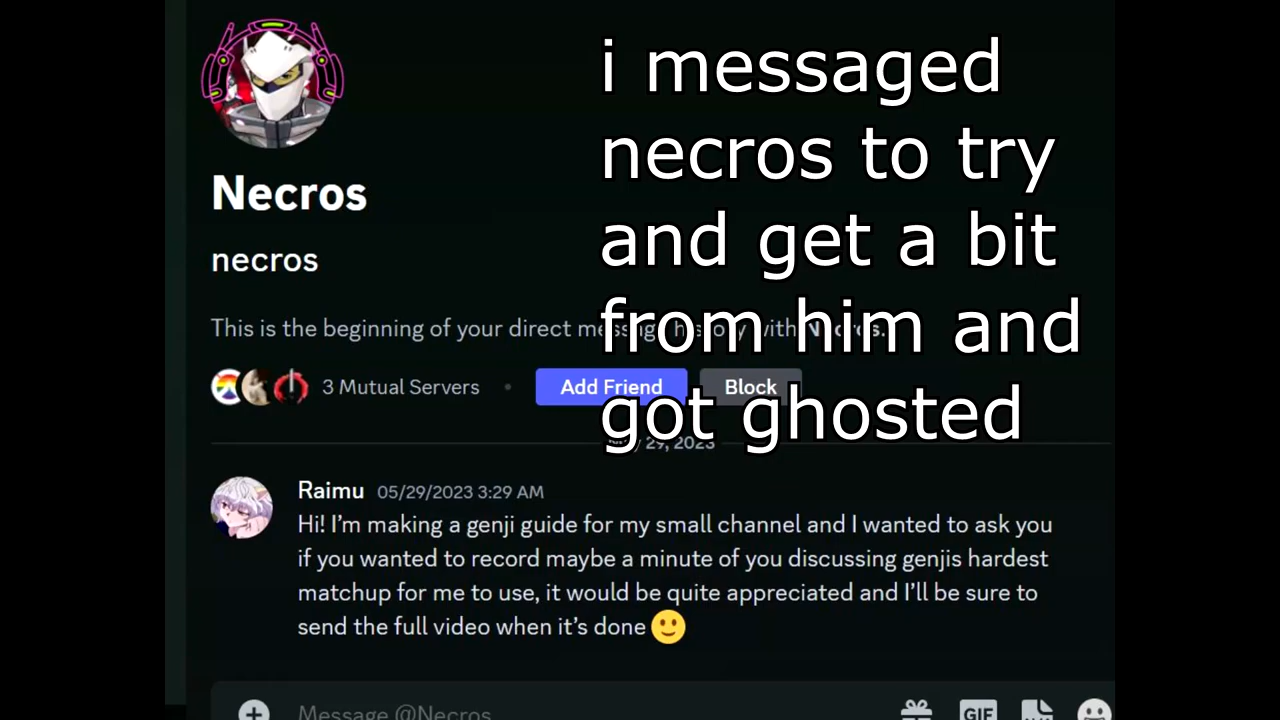 i messaged
necros to try
and get a bit
from him and
got ghosted
Necros
necros
This is the beginning of your direct message history with Necros.
3 Mutual Servers
Add Friend
Block
29, 2023
Raimu 05/29/2023 3:29 AM
Hi! I'm making a genji guide for my small channel and I wanted to ask you
if you wanted to record maybe a minute of you discussing genjis hardest
matchup for me to use, it would be quite appreciated and I'll be sure to
send the full video when it's done
Message @Necros
GIF